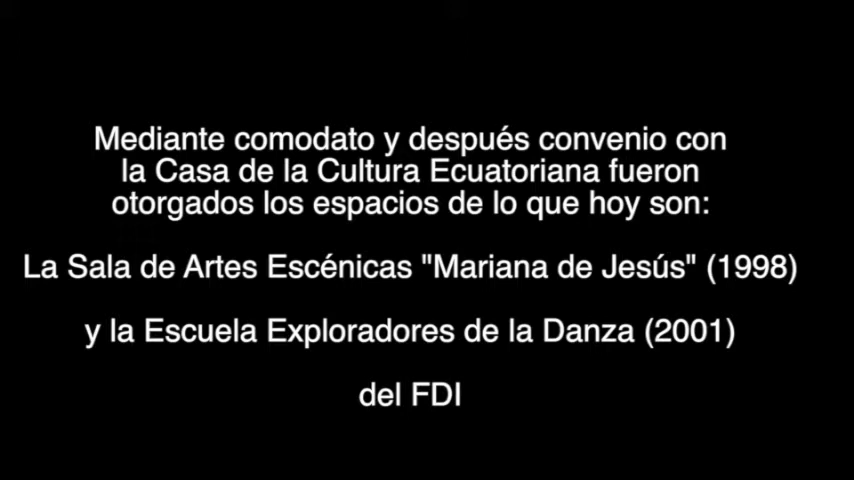 Mediante comodato y después convenio con
la Casa de la Cultura Ecuatoriana fueron
otorgados los espacios de lo que hoy son:
La Sala de Artes Escénicas "Mariana de Jesús" (1998)
y la Escuela Exploradores de la Danza (2001)
del FDI